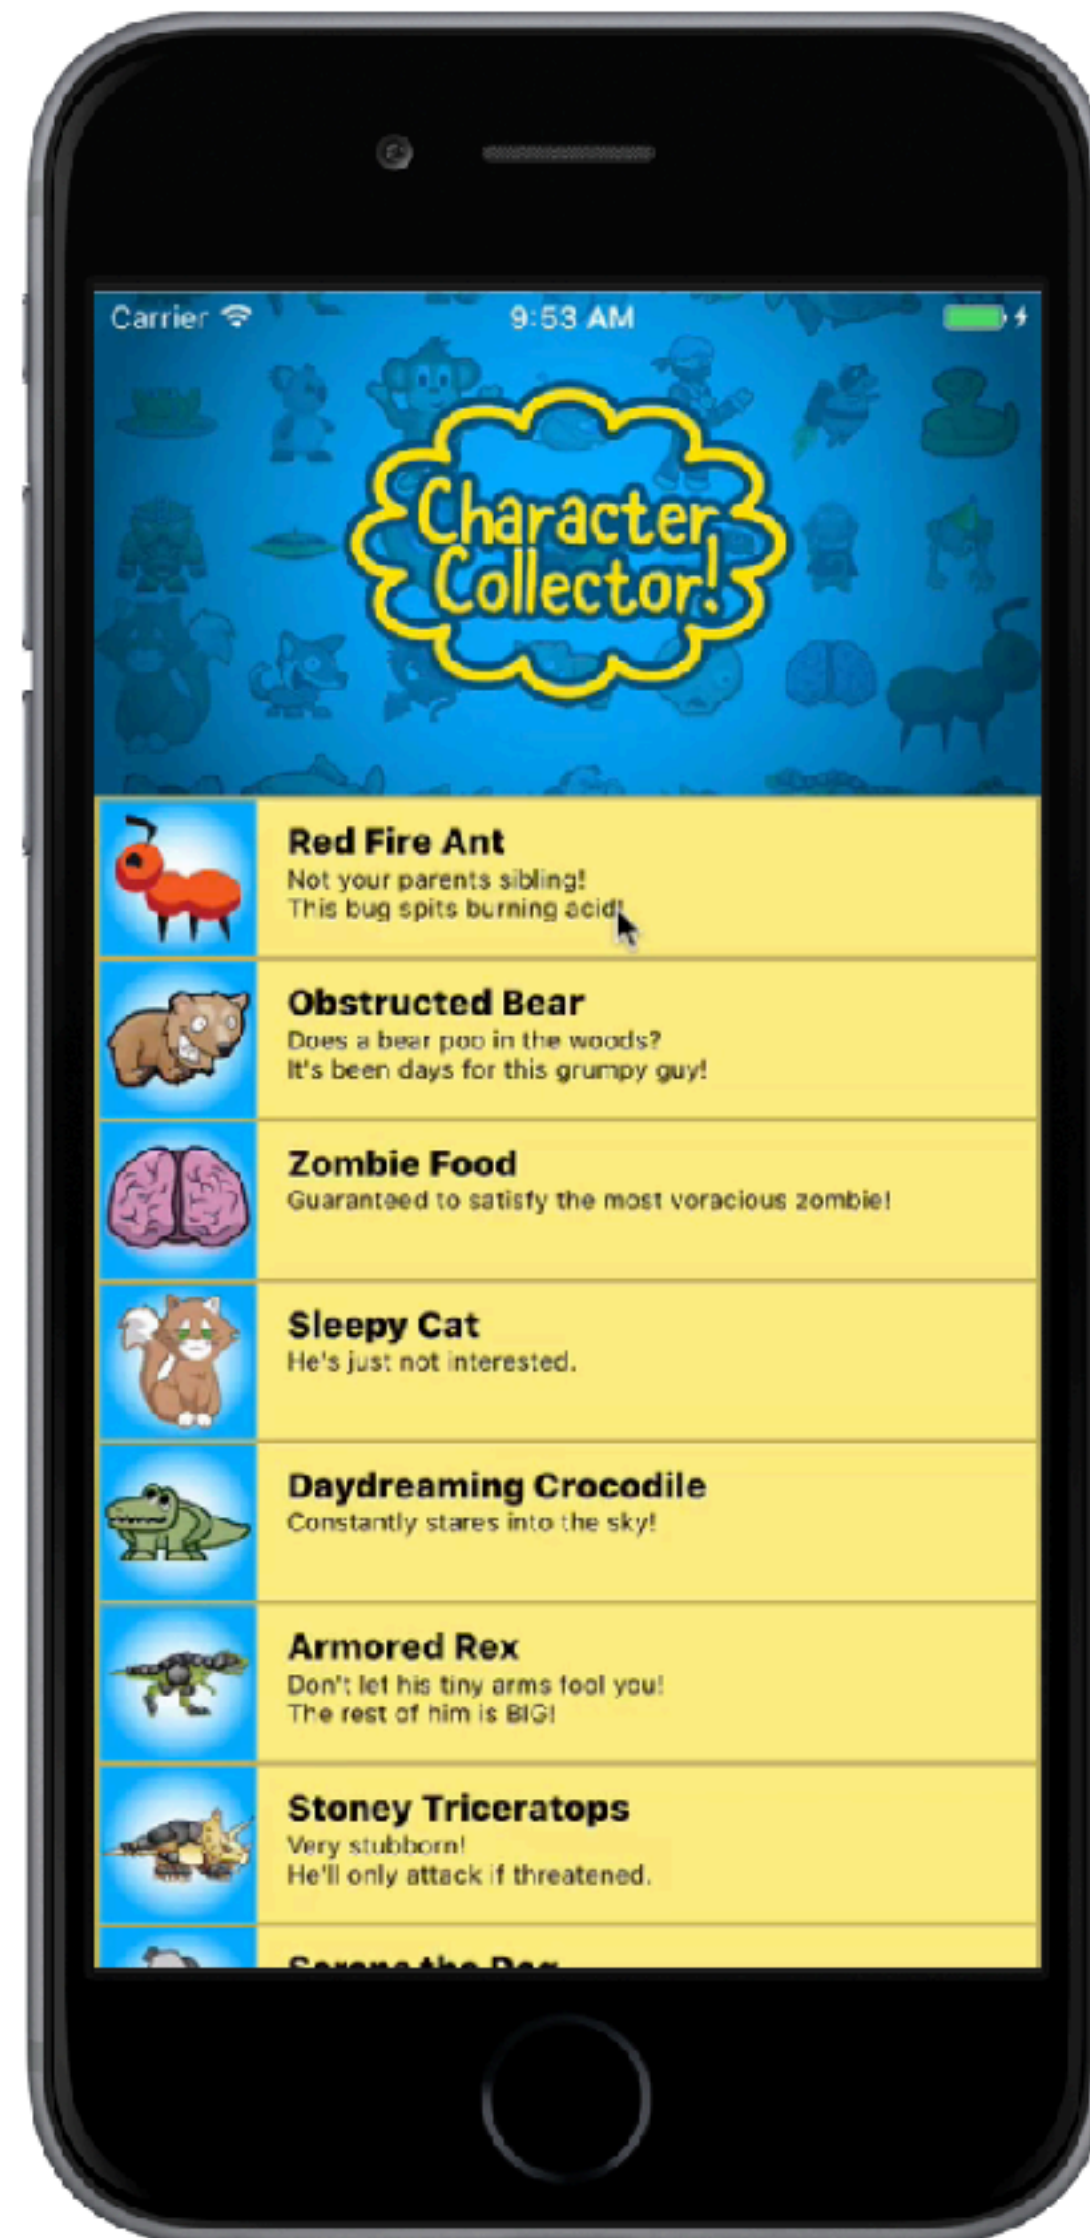 Carrier
9:53 AM
Character
Collector!
Red Fire Ant
Not your parents sibling!
This bug spits burning acid!
Obstructed Bear
Does a bear poo in the woods?
It's been days for this grumpy guy!
Zombie Food
Guaranteed to satisfy the most voracious zombie!
Sleepy Cat
He's just not interested.
Daydreaming Crocodile
Constantly stares into the sky!
Armored Rex
Don't let his tiny arms fool you!
The rest of him is BIG!
Stoney Triceratops
Very stubborn!
He'll only attack if threatened.
the Dog